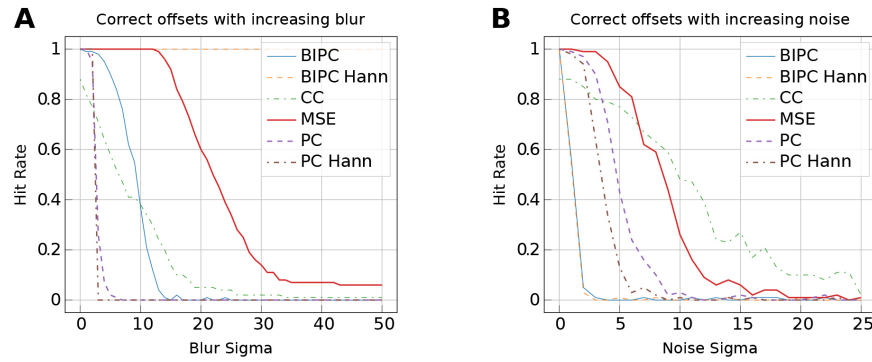 A
Correct offsets with increasing blur
Hit Rate
1
0.8
0.6
0.4
0.2
0
0
10
20
30
40
50
Blur Sigma
BIPC
BIPC Hann
CC
MSE
PC
PC Hann
B
Correct offsets with increasing noise
Hit Rate
1
0.8
0.6
0.4
0.2
0
0
5
10
15
20
25
Noise Sigma
BIPC
BIPC Hann
CC
MSE
PC
PC Hann